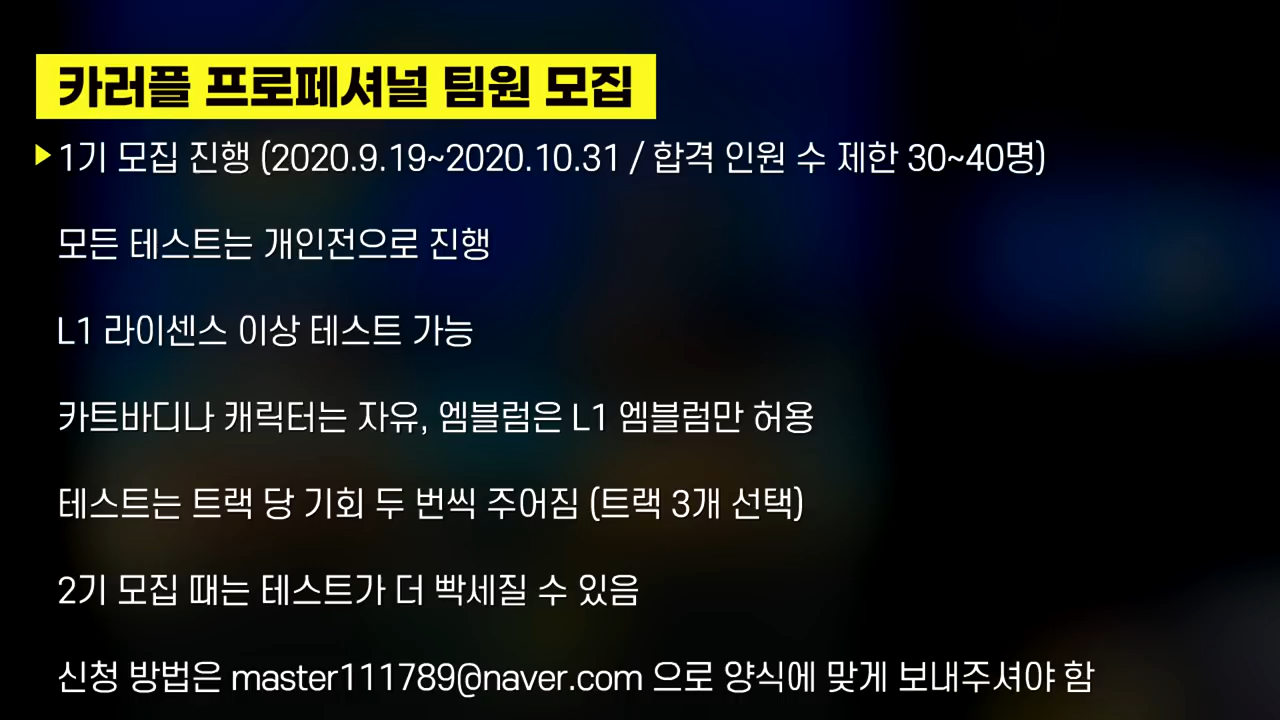 카러플 프로페셔널 팀원 모집
1기 모집 진행 (2020.9.19~2020.10.31 / 합격 인원 수 제한 30~40명)
모든 테스트는 개인전으로 진행
L1 라이센스 이상 테스트 가능
카트바디나 캐릭터는 자유, 엠블럼은 L1 엠블럼만 허용
테스트는 트랙 당 기회 두 번씩 주어짐 (트랙 3개 선택)
2기 모집 때는 테스트가 더 빡세질 수 있음
신청 방법은 master111789@naver.com 으로 양식에 맞게 보내주셔야 함